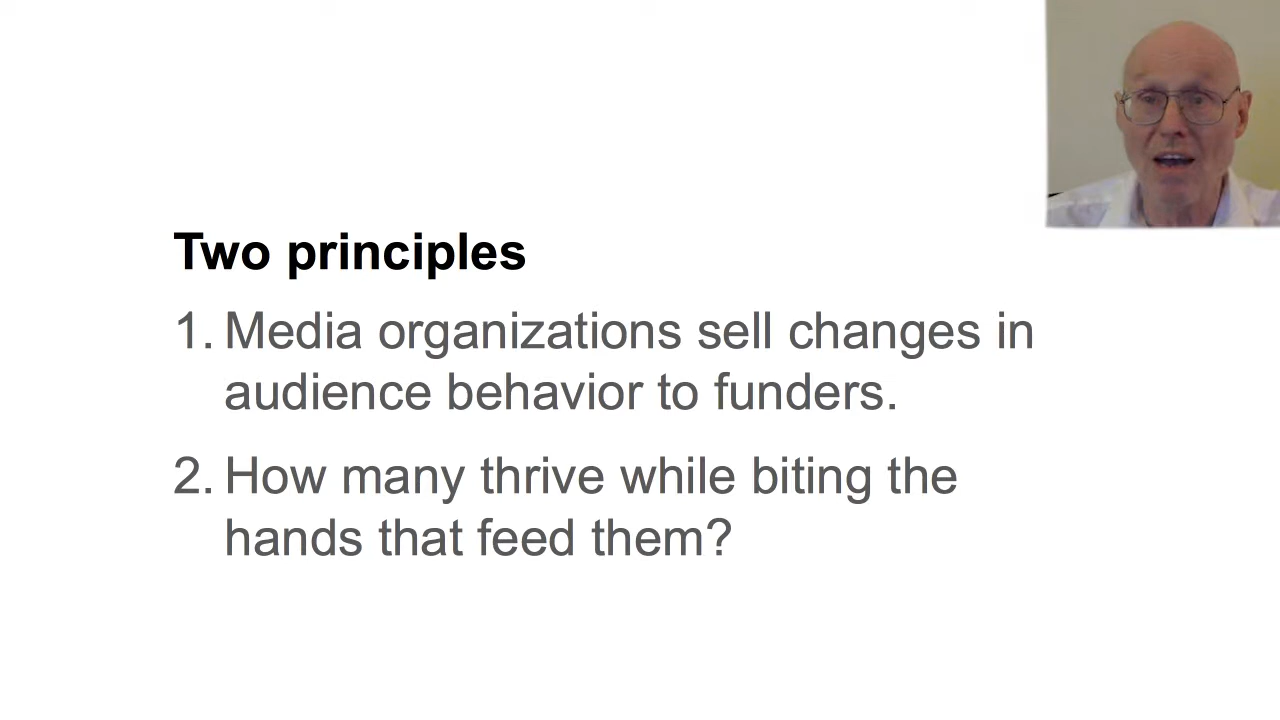 Two principles
1. Media organizations sell changes in
audience behavior to funders.
2. How many thrive while biting the
hands that feed them?